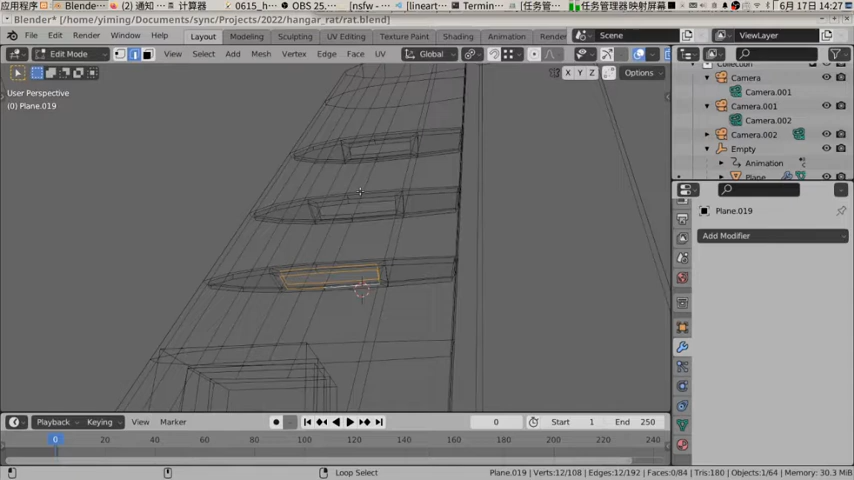 应用程序 Blende... (2) 通知 计算器 0615_h... OBS 25... [lineart... Termin... [任务管... 任务管理器映射屏幕 6月17日 14:27
Blender* [/home/yiming/Documents/sync/Projects/2022/hangar_rat/rat.blend]
File Edit Render Window Help Layout Modeling Sculpting UV Editing Texture Paint Shading Animation Render Scene ViewLayer
Edit Mode View Select Add Mesh Vertex Edge Face UV Global
X Y Z Options
User Perspective
(0) Plane.019
Collection
Camera
Camera.001
Camera.001
Camera.002
Camera.002
Empty
Animation
Plane
Plane.019
Add Modifier
Playback Keying View Marker 0 Start 1 End 250
0 20 40 60 80 100 120 140 160 180 200 220 240
Loop Select Plane.019 | Verts:12/108 | Edges:12/192 | Faces:0/84 | Tris:180 | Objects:1/64 | Memory: 30.3 MiB